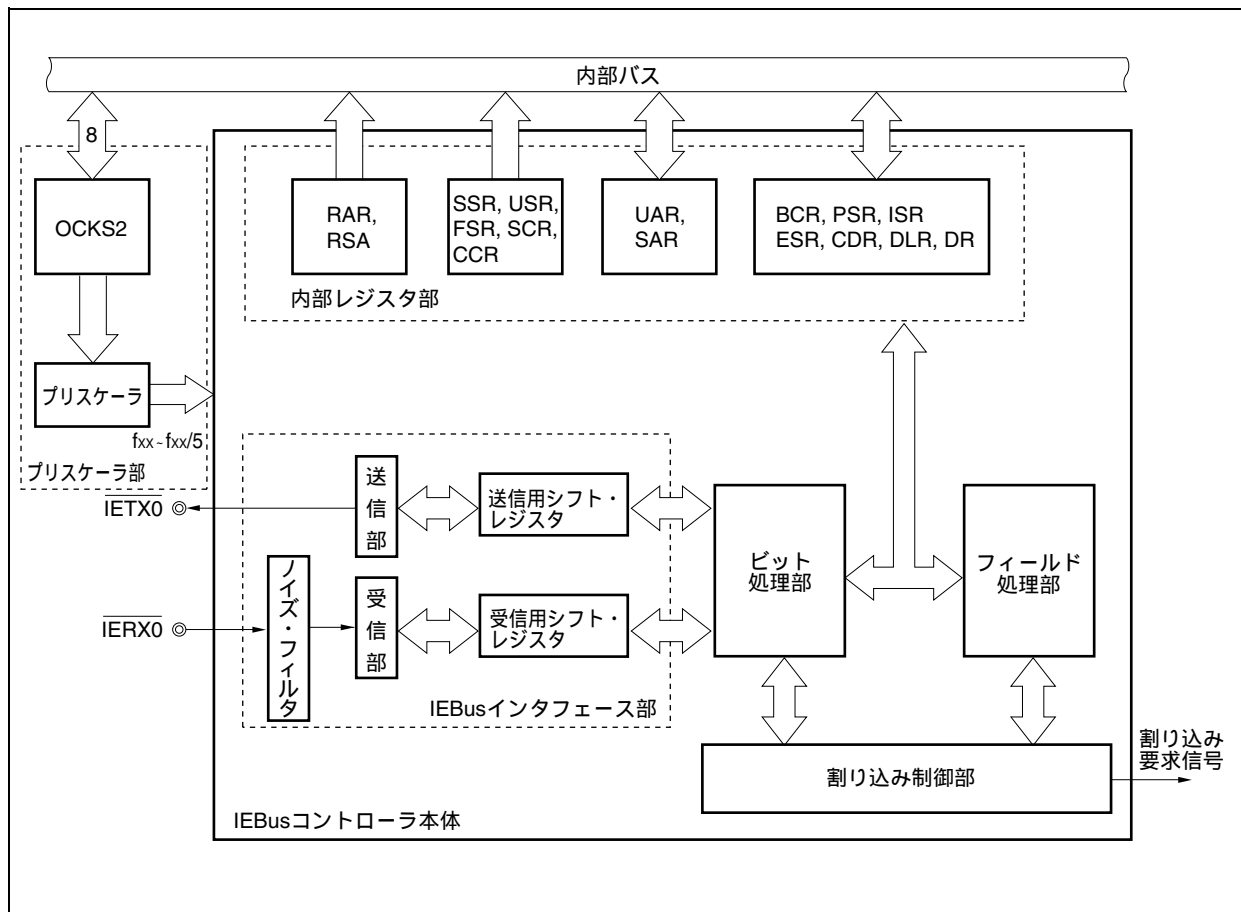 内部バス
8
OCKS2
RAR,
RSA
SSR, USR,
FSR, SCR,
CCR
UAR,
SAR
BCR, PSR, ISR
ESR, CDR, DLR, DR
内部レジスタ部
プリスケーラ
fxx~fxx/5
プリスケーラ部
IETX0
送信部
送信用シフト・
レジスタ
ビット
処理部
フィールド
処理部
IERX0
ノイズ・フィルタ
受信部
受信用シフト・
レジスタ
IEBusインタフェース部
割り込み制御部
割り込み
要求信号
IEBusコントローラ本体